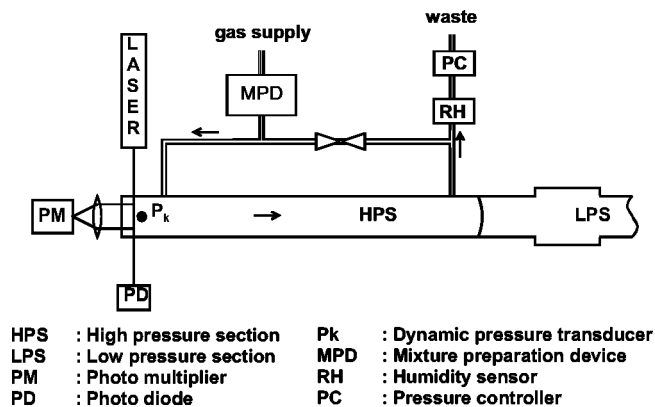 waste
gas supply
LASER
PC
MPD
RH
PM
Pk
HPS
LPS
PD
HPS : High pressure section
LPS : Low pressure section
PM : Photo multiplier
PD : Photo diode
Pk : Dynamic pressure transducer
MPD : Mixture preparation device
RH : Humidity sensor
PC : Pressure controller